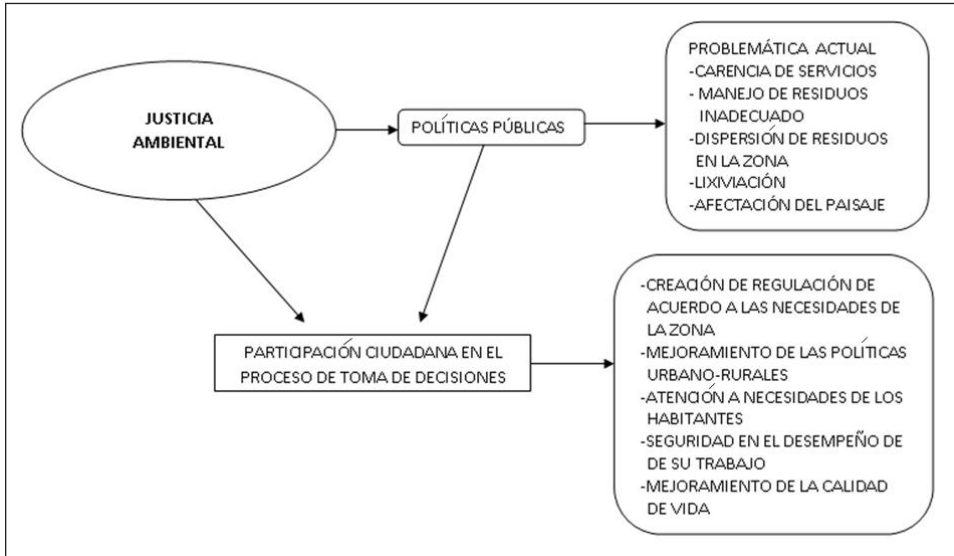 JUSTICIA
AMBIENTAL
POLÍTICAS PÚBLICAS
PROBLEMÁTICA ACTUAL
-CARENCIA DE SERVICIOS
- MANEJO DE RESIDUOS
INADECUADO
-DISPERSIÓN DE RESIDUOS
EN LA ZONA
-LIXIVIACIÓN
-AFECTACIÓN DEL PAISAJE
PARTICIPACIÓN CIUDADANA EN EL
PROCESO DE TOMA DE DECISIONES
-CREACIÓN DE REGULACIÓN DE
ACUERDO A LAS NECESIDADES DE
LA ZONA
-MEJORAMIENTO DE LAS POLÍTICAS
URBANO-RURALES
-ATENCIÓN A NECESIDADES DE LOS
HABITANTES
-SEGURIDAD EN EL DESEMPEÑO DE
DE SU TRABAJO
-MEJORAMIENTO DE LA CALIDAD
DE VIDA